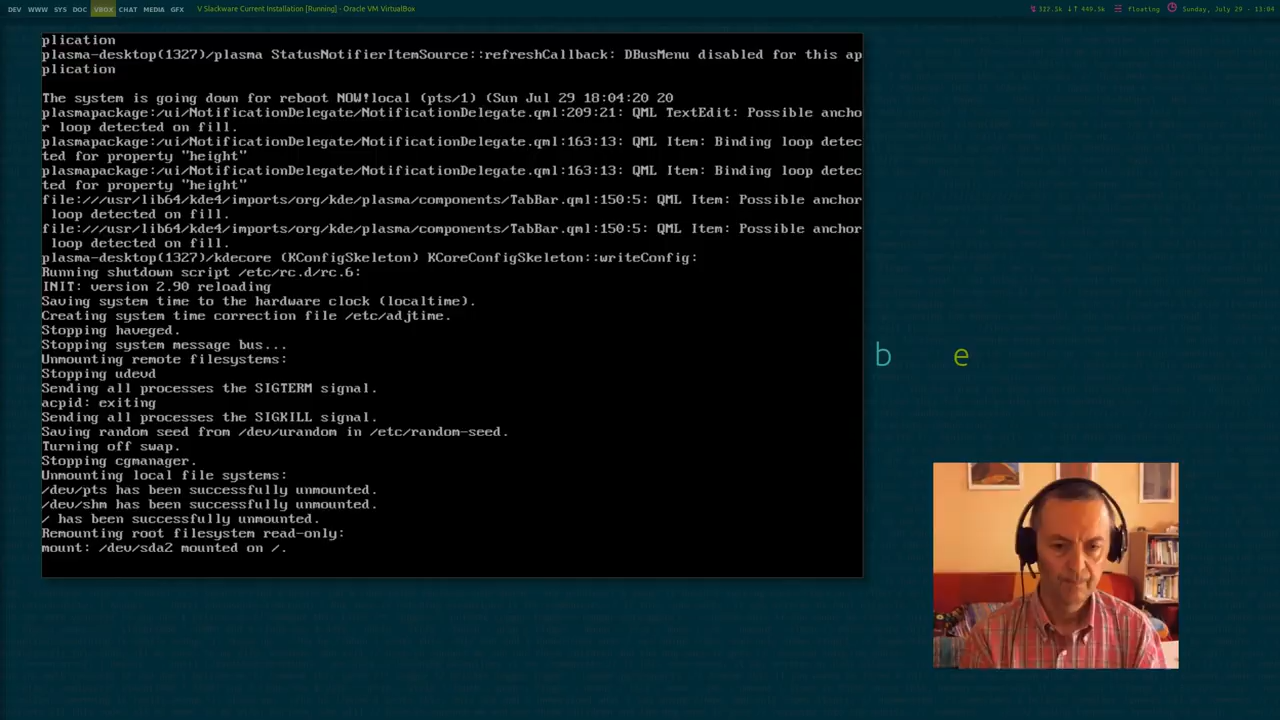 DEV WWW SYS DOC VBOX CHAT MEDIA GFX V Slackware Current Installation [Running] - Oracle VM VirtualBox floating Sunday, July 29 - 11:04
plication
plasma-desktop(1327)/plasma StatusNotifierItemSource::refreshCallback: DBusMenu disabled for this ap
plication
The system is going down for reboot NOW!local (pts/1) (Sun Jul 29 18:04:20 20
plasmapackage:/ui/NotificationDelegate/NotificationDelegate.qml:209:21: QML TextEdit: Possible ancho
r loop detected on fill.
plasmapackage:/ui/NotificationDelegate/NotificationDelegate.qml:163:13: QML Item: Binding loop detec
ted for property "height"
plasmapackage:/ui/NotificationDelegate/NotificationDelegate.qml:163:13: QML Item: Binding loop detec
ted for property "height"
file:///usr/lib64/kde4/imports/org/kde/plasma/components/TabBar.qml:150:5: QML Item: Possible anchor
 loop detected on fill.
file:///usr/lib64/kde4/imports/org/kde/plasma/components/TabBar.qml:150:5: QML Item: Possible anchor
 loop detected on fill.
plasma-desktop(1327)/kdecore (KConfigSkeleton) KCoreConfigSkeleton::writeConfig:
Running shutdown script /etc/rc.d/rc.6:
INIT: version 2.90 reloading
Saving system time to the hardware clock (localtime).
Creating system time correction file /etc/adjtime.
Stopping haveged.
Stopping system message bus...
Unmounting remote filesystems:
Stopping udevd
Sending all processes the SIGTERM signal.
acpid: exiting
Sending all processes the SIGKILL signal.
Saving random seed from /dev/urandom in /etc/random-seed.
Turning off swap.
Stopping cgmanager.
Unmounting local file systems:
/dev/pts has been successfully unmounted.
/dev/shm has been successfully unmounted.
/ has been successfully unmounted.
Remounting root filesystem read-only:
mount: /dev/sda2 mounted on /.
b e